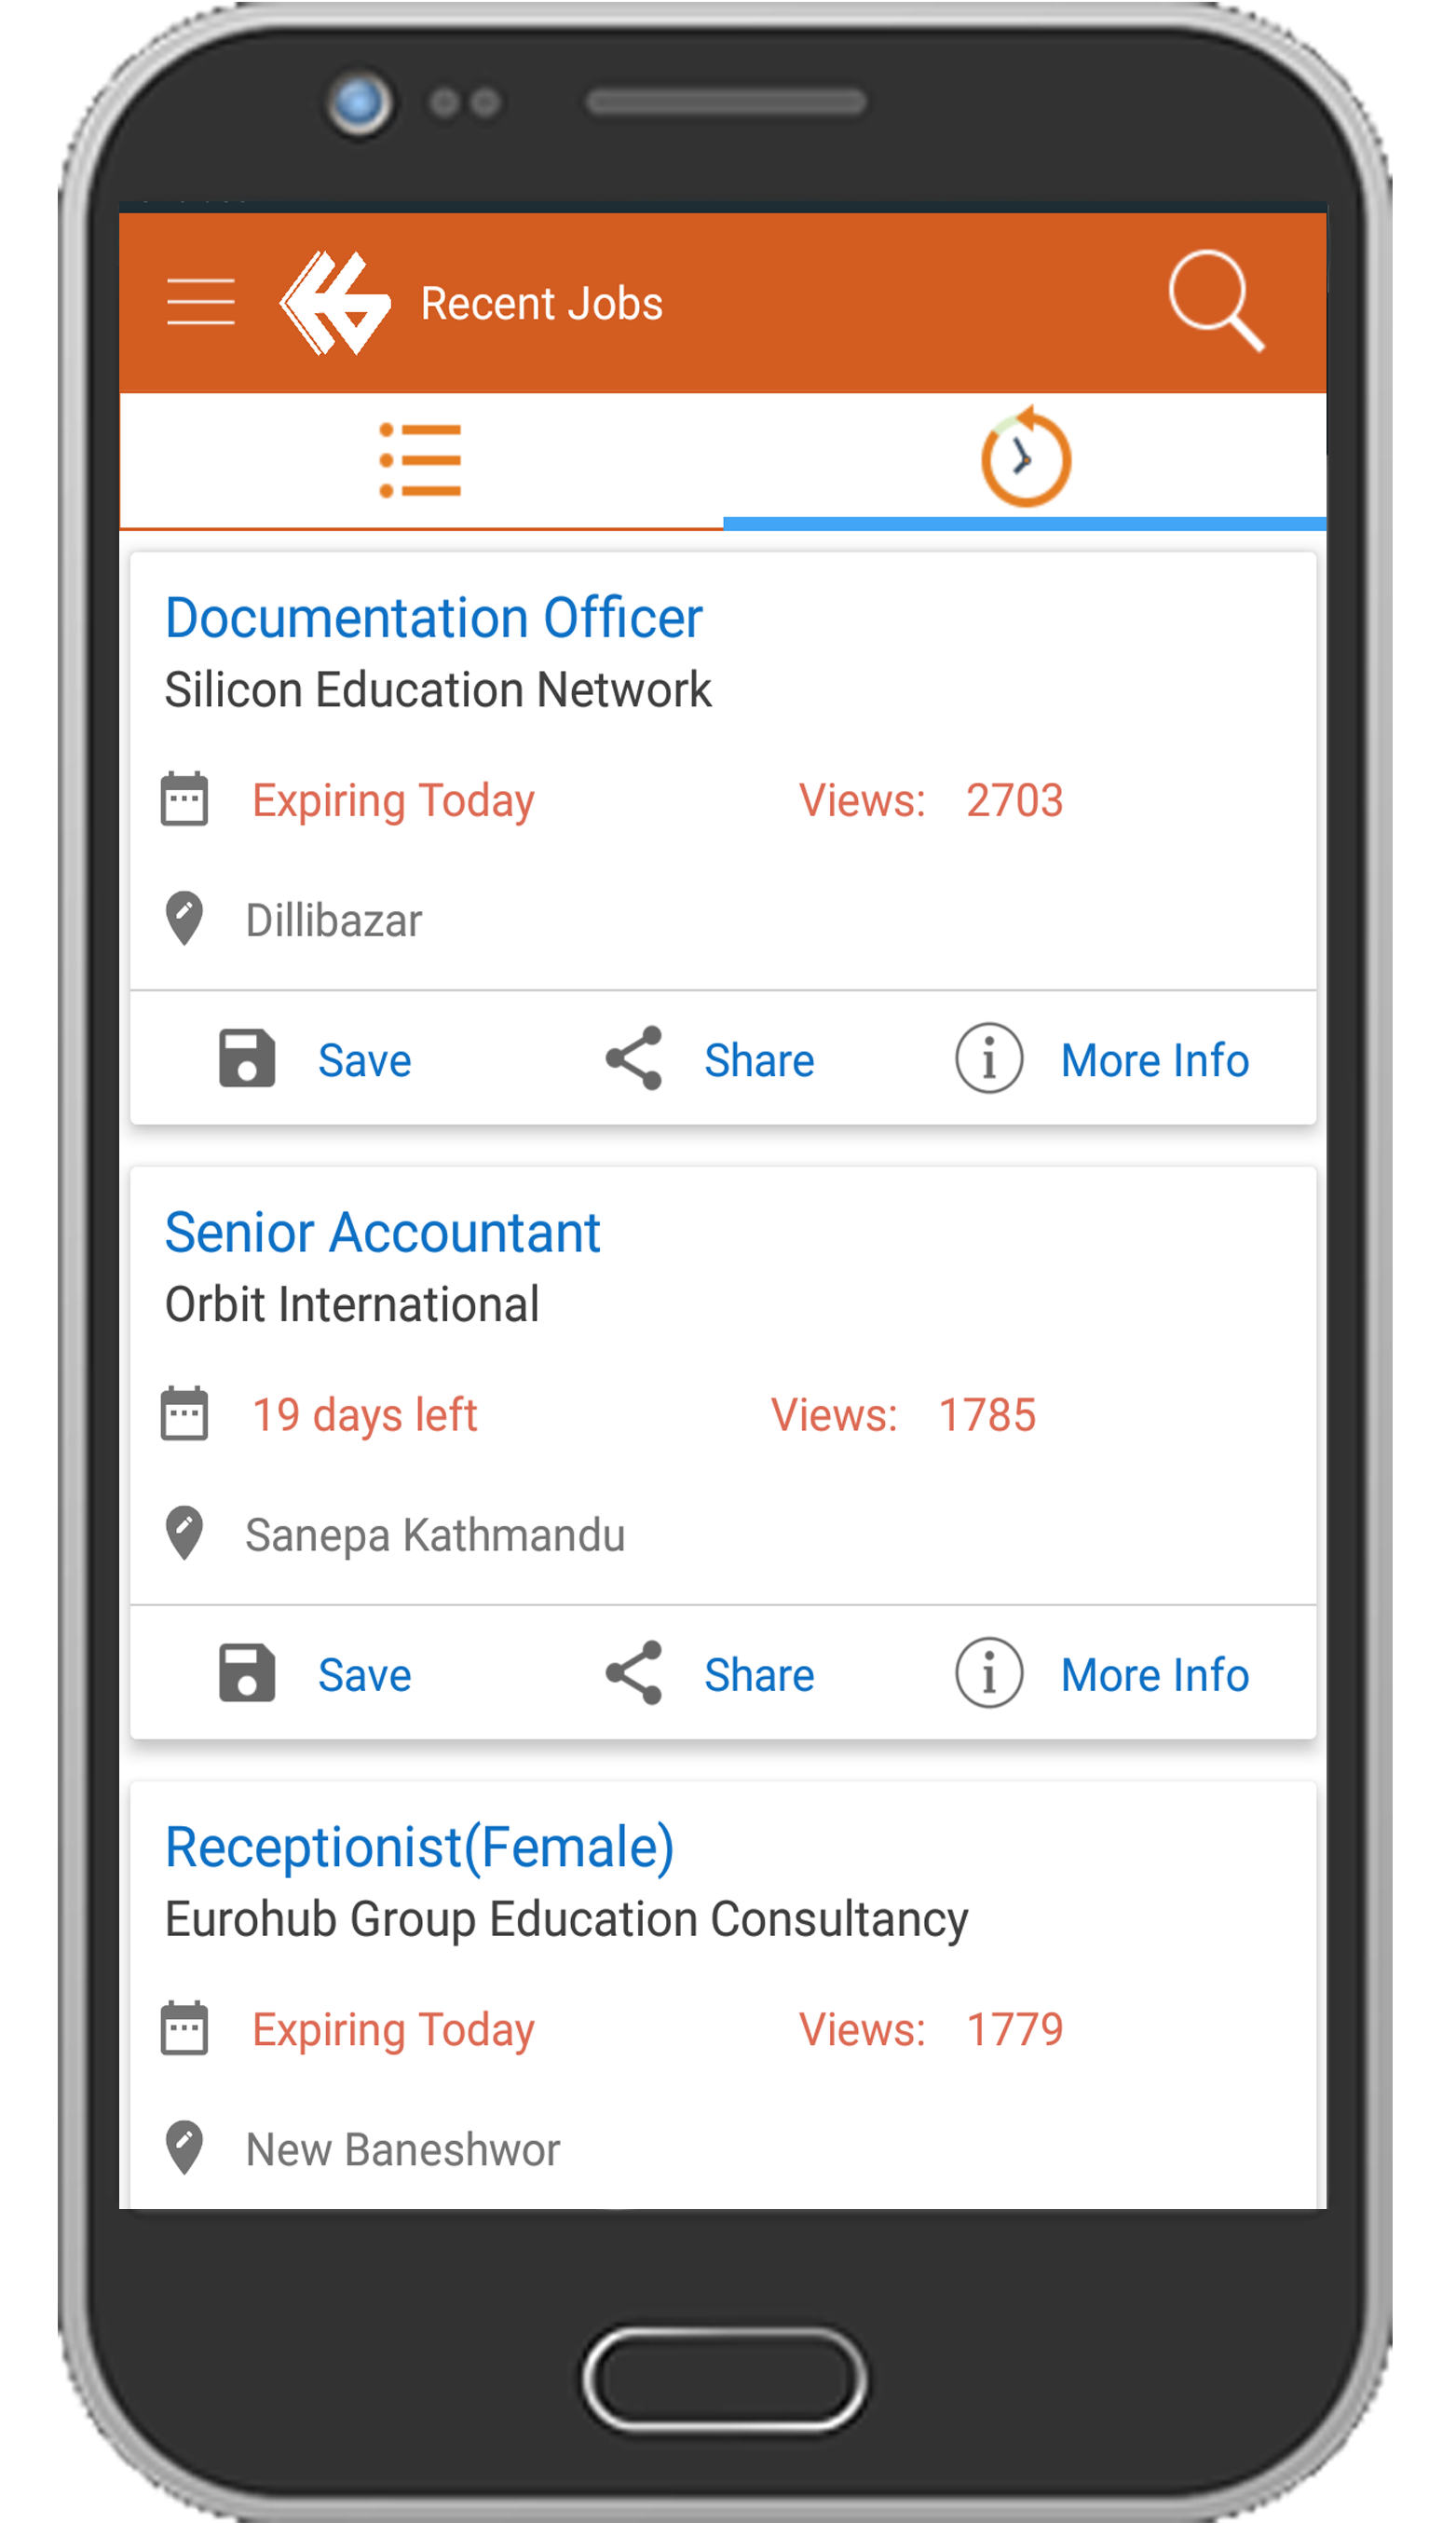 Recent Jobs
Documentation Officer
Silicon Education Network
Expiring Today Views: 2703
Dillibazar
Save Share More Info
Senior Accountant
Orbit International
19 days left Views: 1785
Sanepa Kathmandu
Save Share More Info
Receptionist(Female)
Eurohub Group Education Consultancy
Expiring Today Views: 1779
New Baneshwor